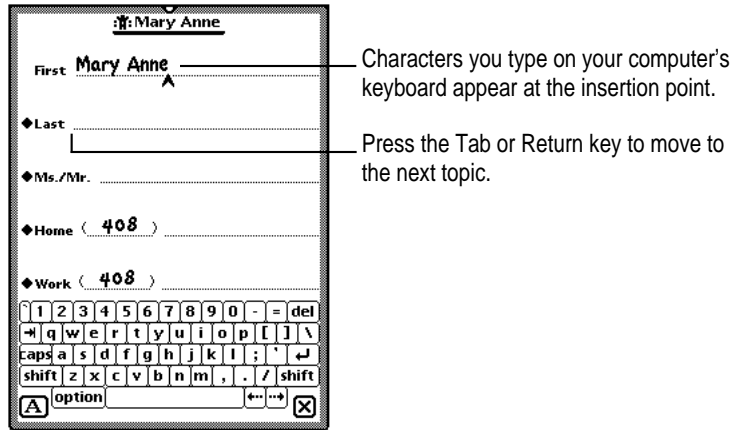 Mary Anne
First Mary Anne
Characters you type on your computer's
keyboard appear at the insertion point.
◆Last
Press the Tab or Return key to move to
the next topic.
◆Ms./Mr.
◆Home ( 408 )
◆Work ( 408 )
` 1 2 3 4 5 6 7 8 9 0 - = del
q w e r t y u i o p [ ] \
caps a s d f g h j k l ; '
shift z x c v b n m , . / shift
A option